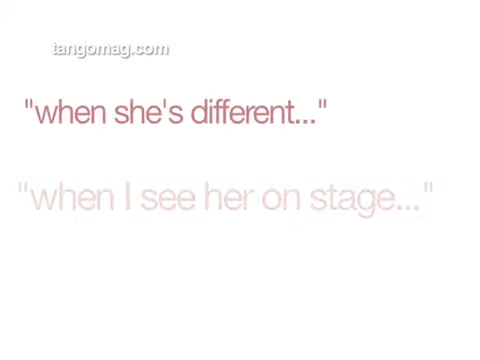 tangomag.com
"when she's different..."
"when I see her on stage..."